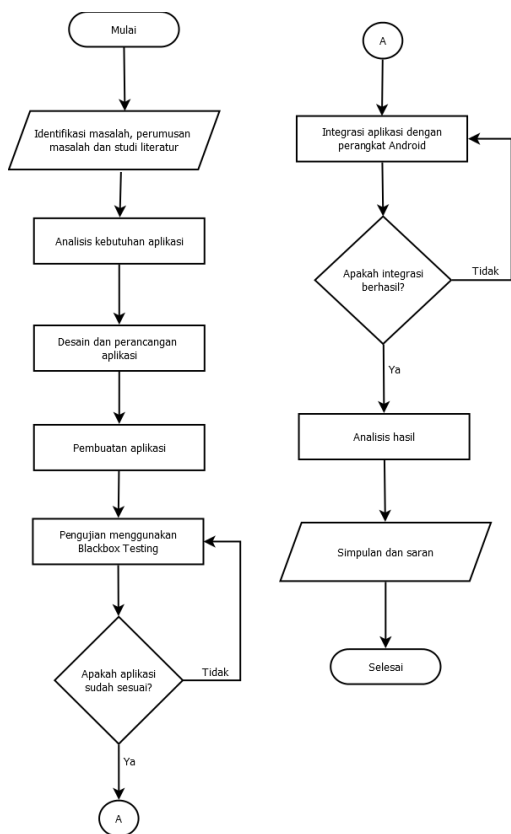 Mulai
Identifikasi masalah, perumusan
masalah dan studi literatur
Analisis kebutuhan aplikasi
Desain dan perancangan
aplikasi
Pembuatan aplikasi
Pengujian menggunakan
Blackbox Testing
Apakah aplikasi
sudah sesuai?
Tidak
Ya
A
A
Integrasi aplikasi dengan
perangkat Android
Apakah integrasi
berhasil?
Tidak
Ya
Analisis hasil
Simpulan dan saran
Selesai